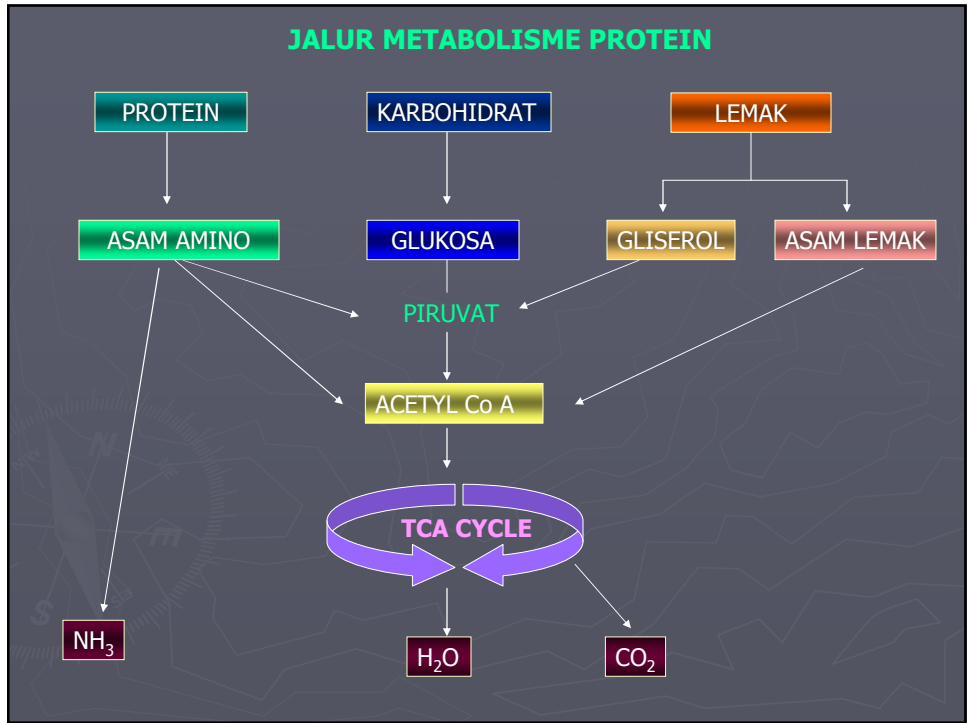 JALUR METABOLISME PROTEIN
PROTEIN
KARBOHIDRAT
LEMAK
ASAM AMINO
GLUKOSA
GLISEROL
ASAM LEMAK
PIRUVAT
ACETYL Co A
TCA CYCLE
NH₃
H₂O
CO₂
N
E
S